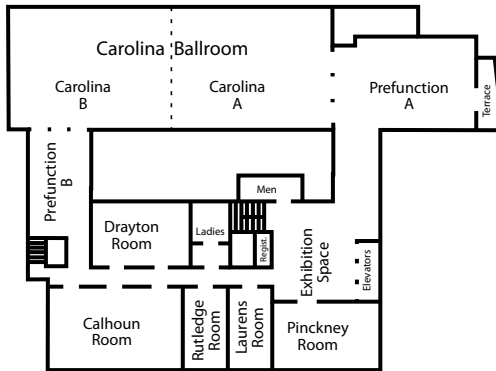 Carolina Ballroom
Carolina
B
Carolina
A
Prefunction
A
Terrace
Prefunction
B
Men
Drayton
Room
Ladies
Regist.
Exhibition
Space
Elevators
Calhoun
Room
Rutledge
Room
Laurens
Room
Pinckney
Room